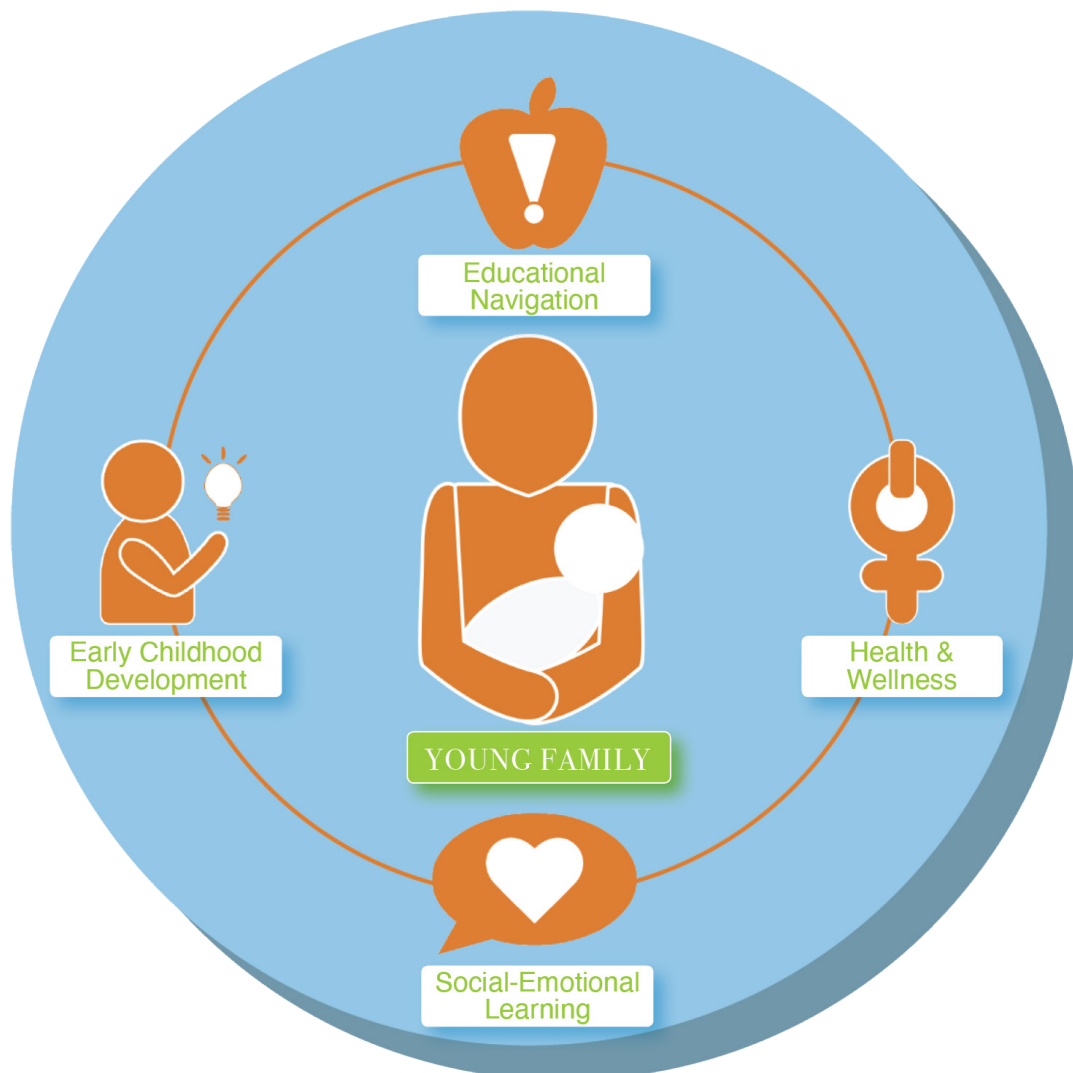 Educational
Navigation
Early Childhood
Development
Health &
Wellness
YOUNG FAMILY
Social-Emotional
Learning